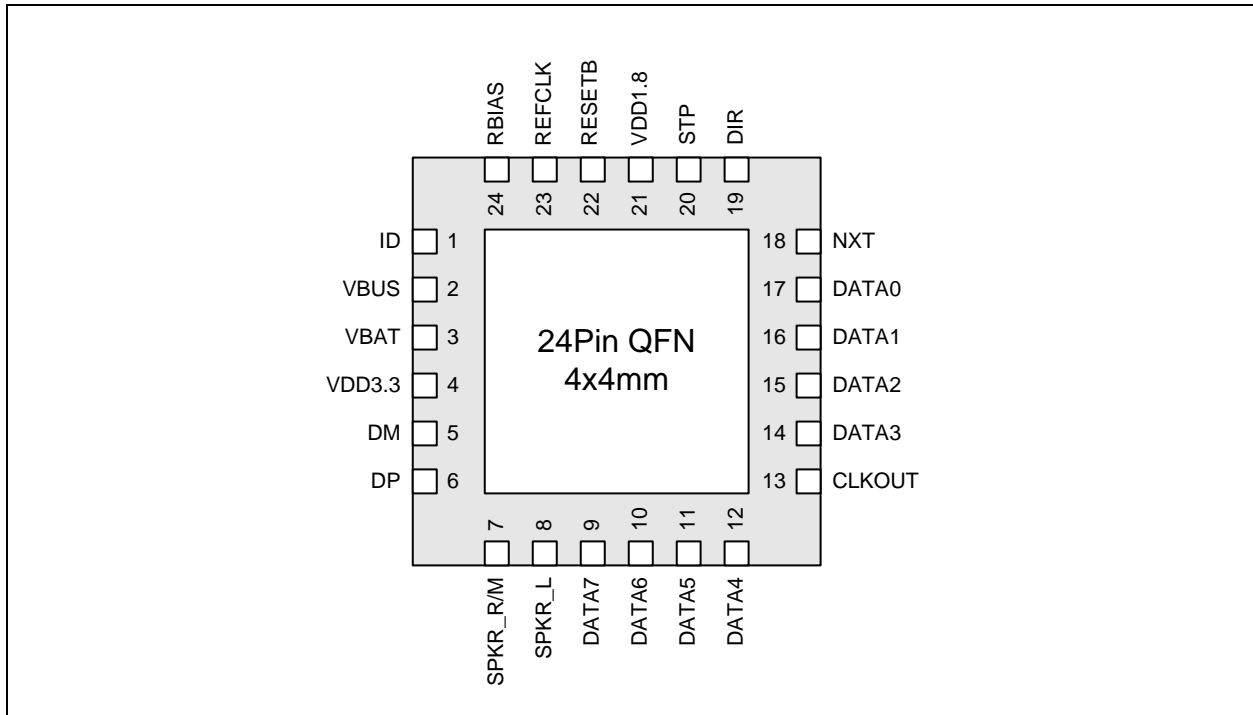 RBIAS
REFCLK
RESETB
VDD1.8
STP
DIR
24
23
22
21
20
19
ID 1
VBUS 2
VBAT 3
VDD3.3 4
DM 5
DP 6
24Pin QFN
4x4mm
18 NXT
17 DATA0
16 DATA1
15 DATA2
14 DATA3
13 CLKOUT
7
8
9
10
11
12
SPKR_R/M
SPKR_L
DATA7
DATA6
DATA5
DATA4